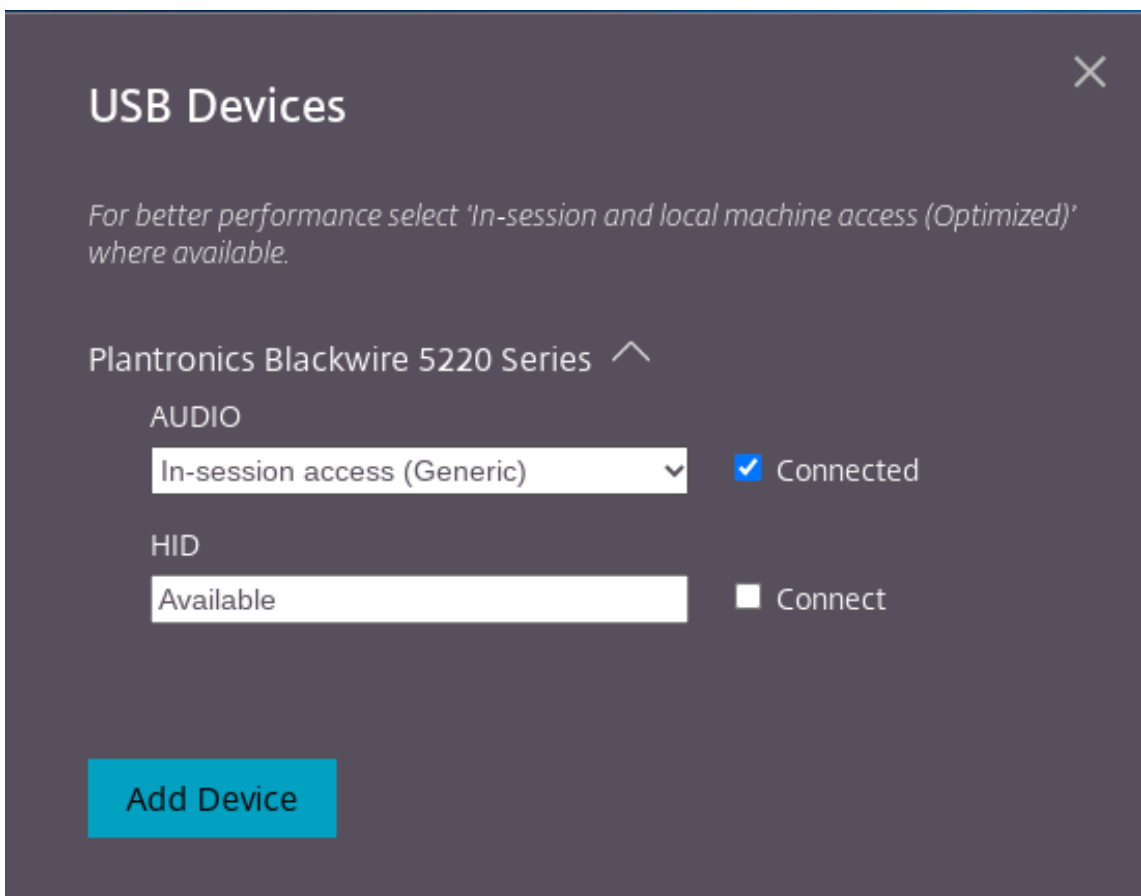 USB Devices
For better performance select 'In-session and local machine access (Optimized)'
where available.
Plantronics Blackwire 5220 Series
AUDIO
In-session access (Generic)
Connected
HID
Available
Connect
Add Device